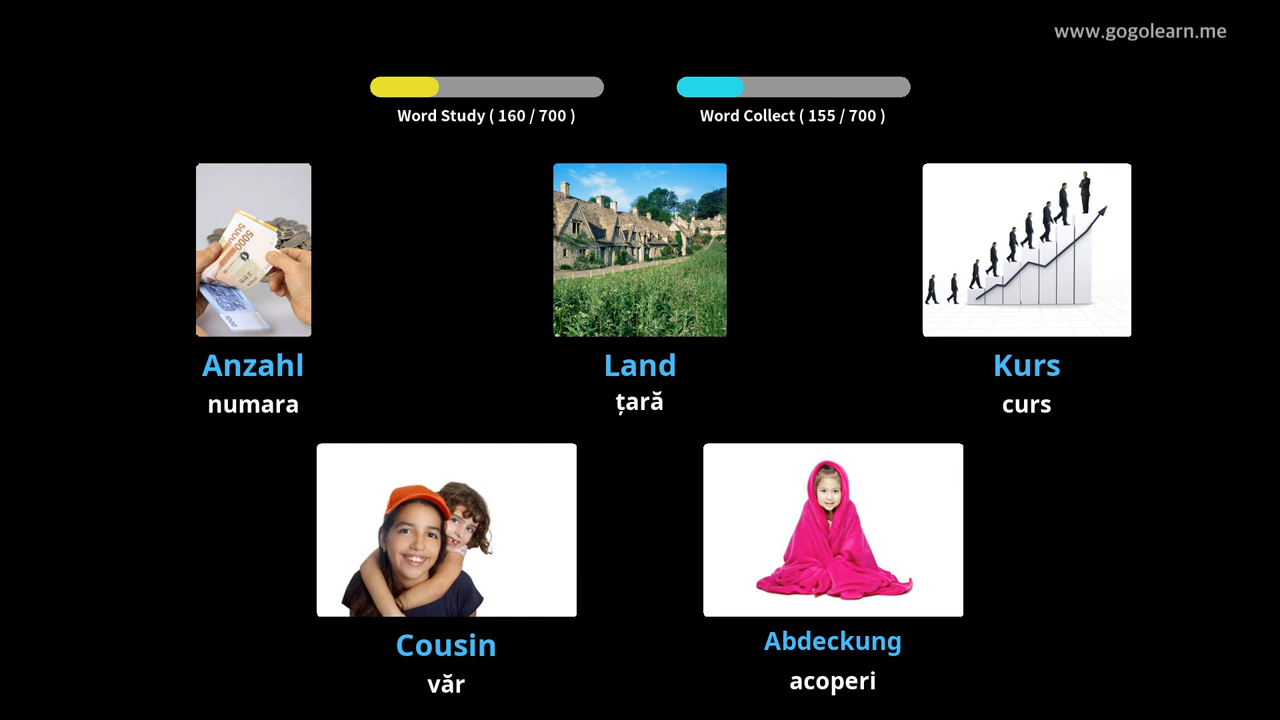 www.gogolearn.me
Word Study ( 160 / 700 )
Word Collect ( 155 / 700 )
5000
Anzahl
numara
Land
țară
Kurs
curs
Cousin
văr
Abdeckung
acoperi